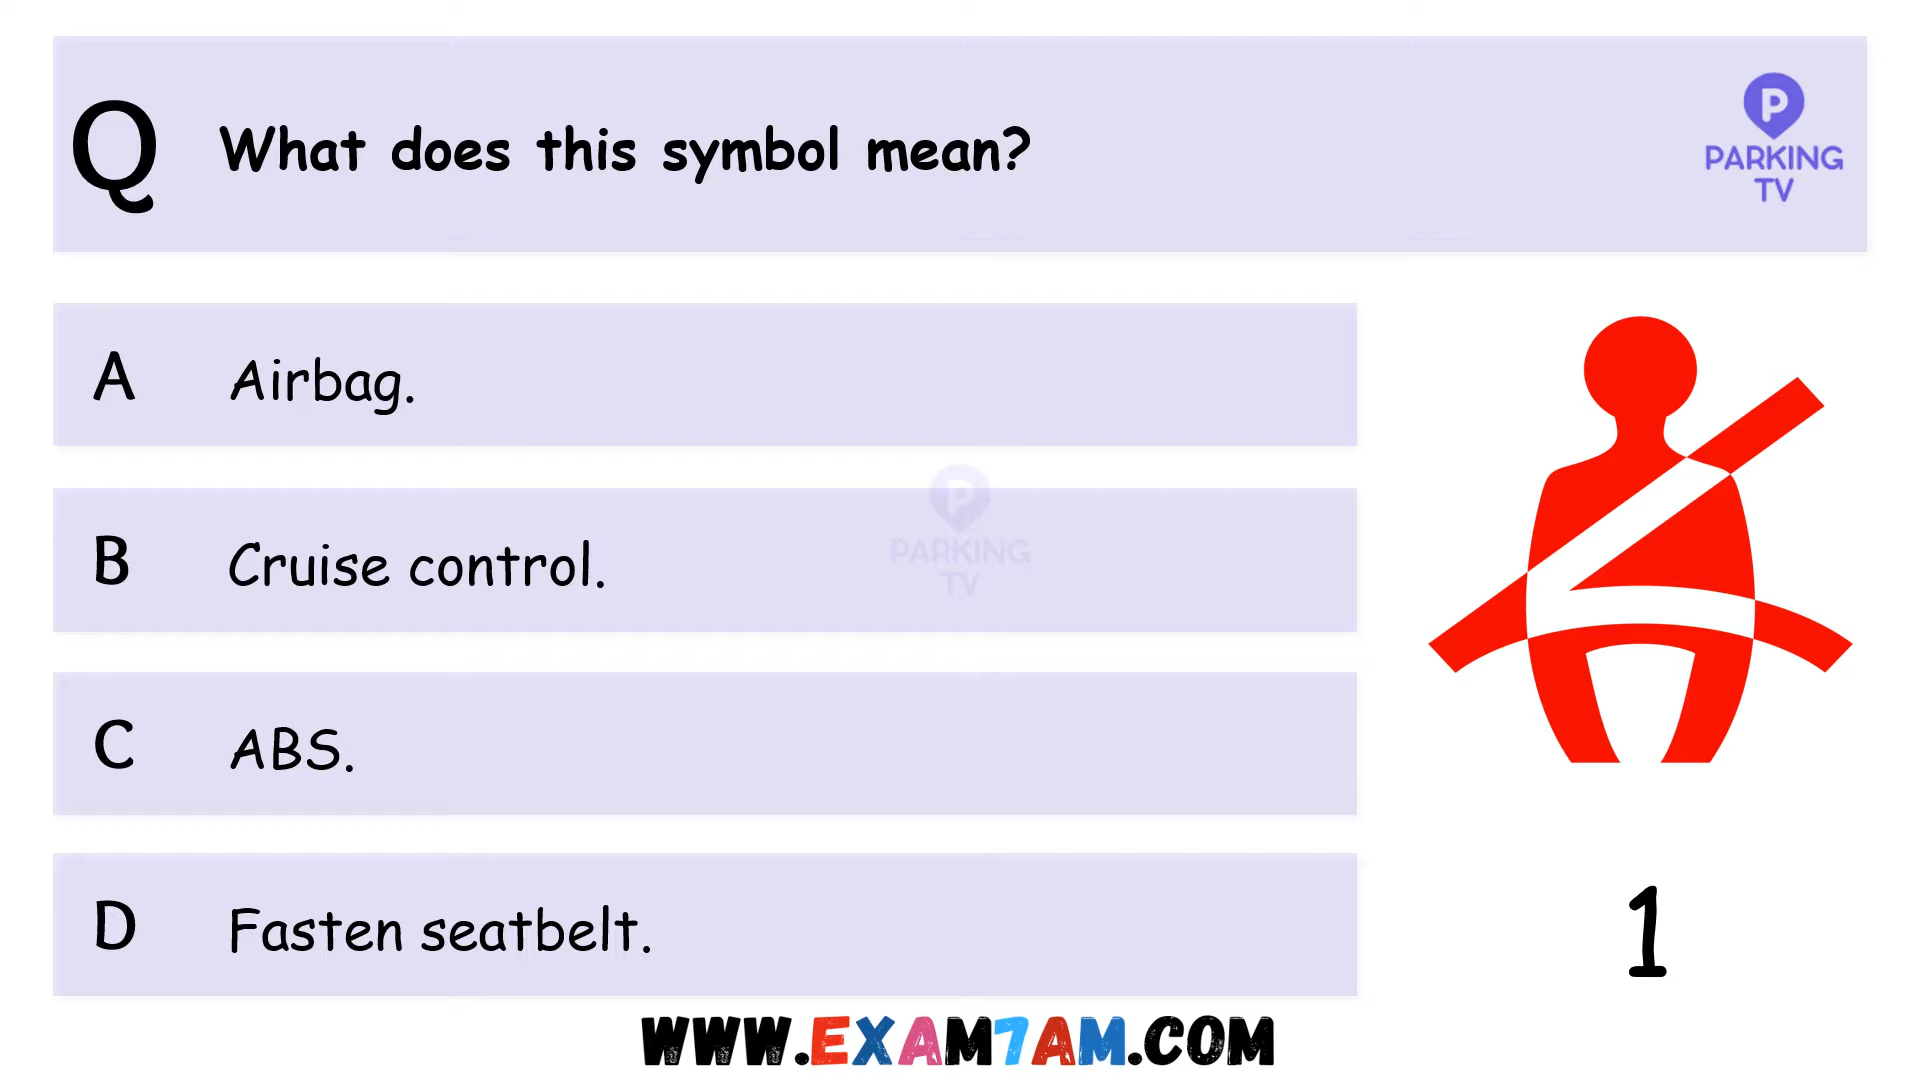 Q What does this symbol mean?
P
PARKING
TV
A Airbag.
B Cruise control.
P
PARKING
TV
C ABS.
D Fasten seatbelt.
1
WWW.EXAM7AM.COM